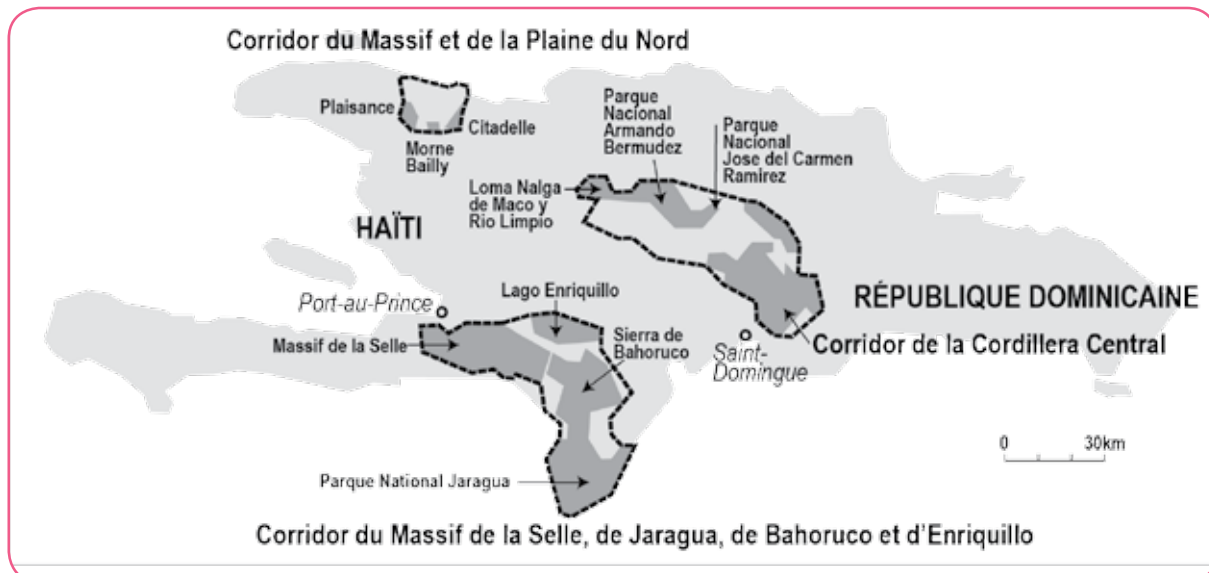 Corridor du Massif et de la Plaine du Nord
Plaisance
Citadelle
Morne
Bailly
Parque
Nacional
Armando
Bermudez
Parque
Nacional
Jose del Carmen
Ramirez
Loma Nalga
de Maco y
Rio Limpio
HAÏTI
RÉPUBLIQUE DOMINICAINE
Port-au-Prince
Lago Enriquillo
Massif de la Selle
Sierra de
Bahoruco
Saint-
Domingue
Corridor de la Cordillera Central
0 30km
Parque National Jaragua
Corridor du Massif de la Selle, de Jaragua, de Bahoruco et d'Enriquillo